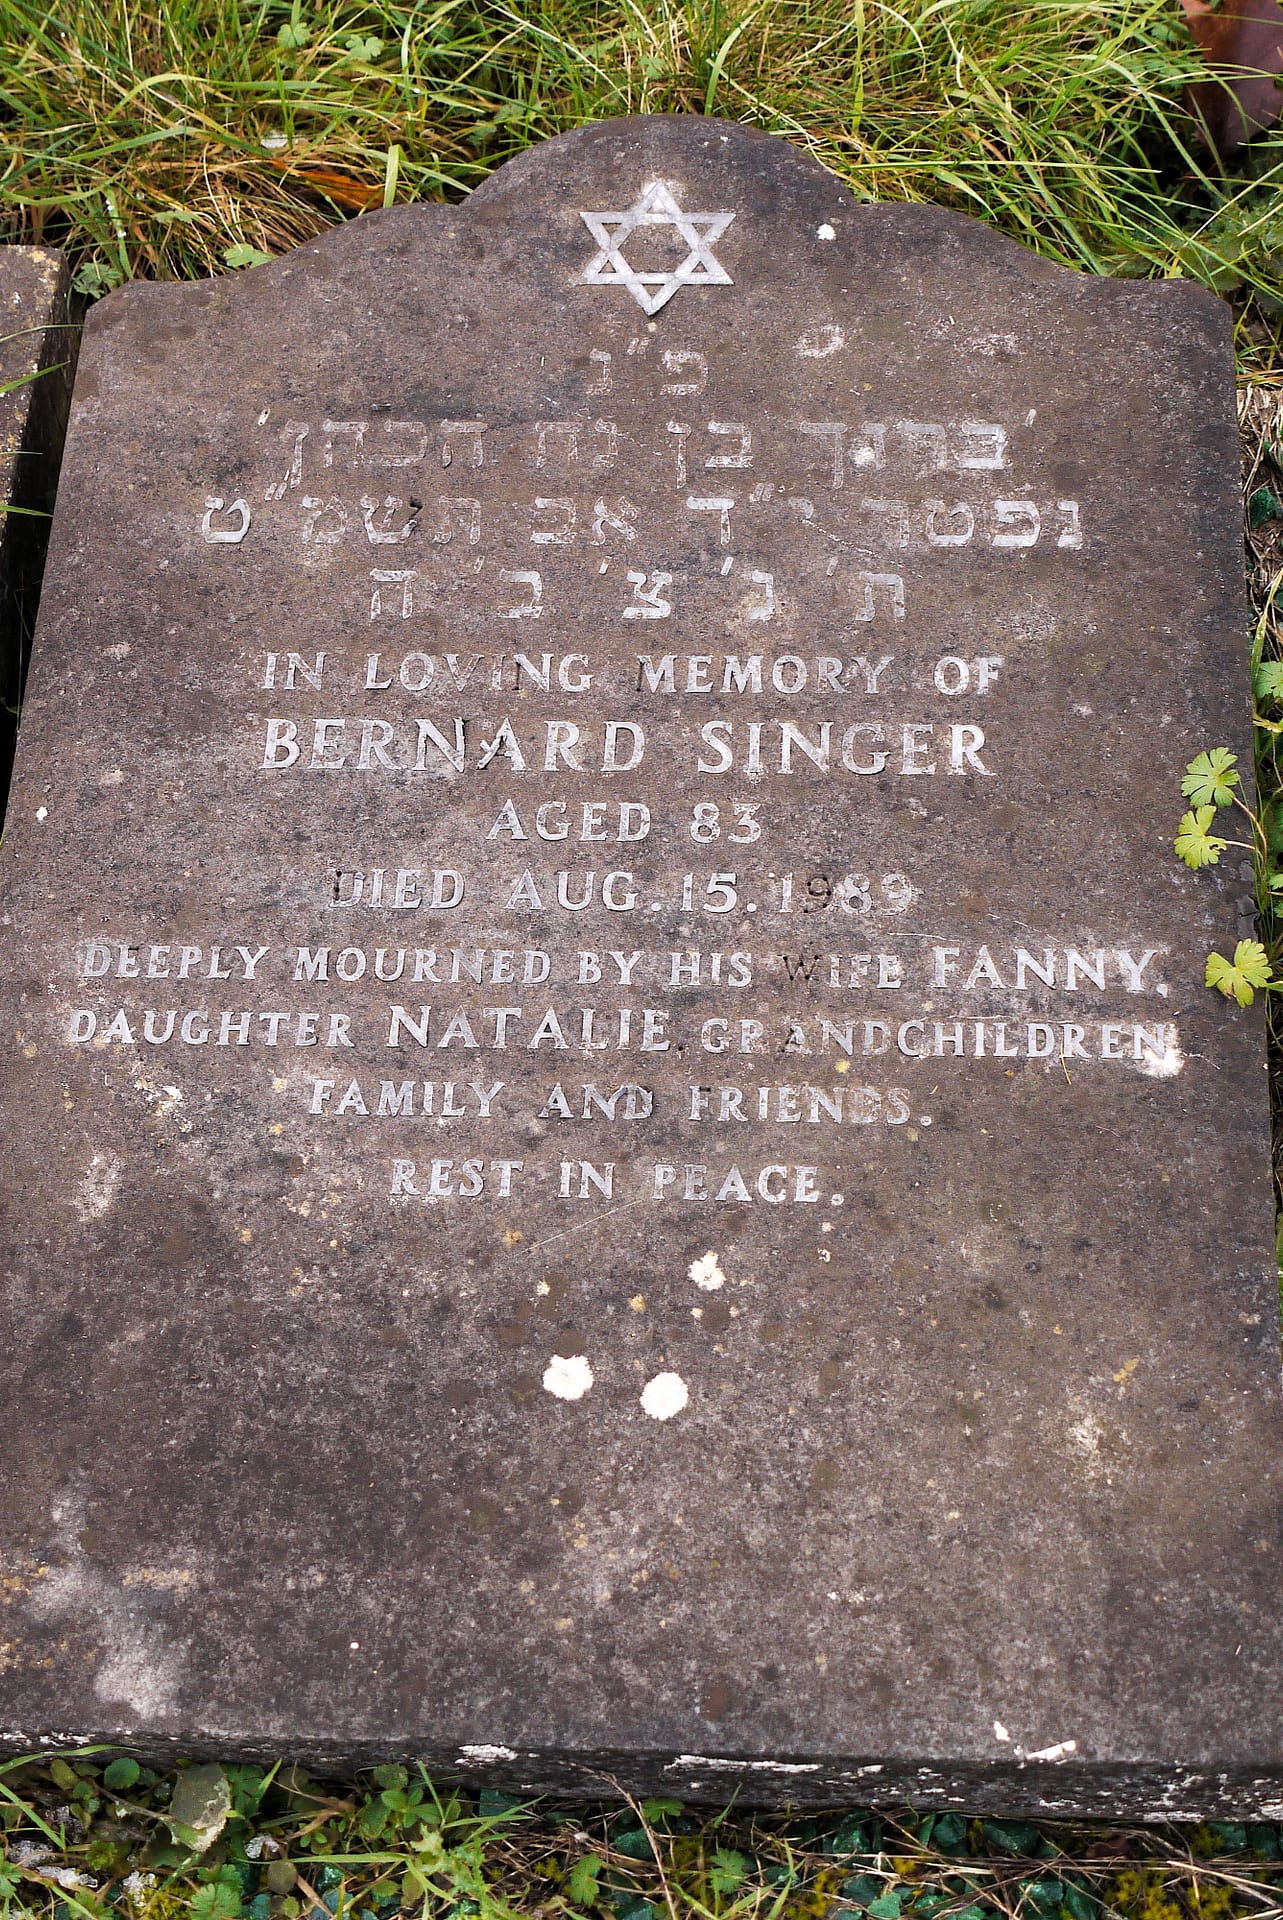 פ"נ
'ברוך בן נח הכהן'
נפטר י"ד אב תשמ"ט
ת' נ' צ' ב' ה
IN LOVING MEMORY OF
BERNARD SINGER
AGED 83
DIED AUG. 15. 1989
DEEPLY MOURNED BY HIS WIFE FANNY,
DAUGHTER NATALIE, GRANDCHILDREN
FAMILY AND FRIENDS.
REST IN PEACE.